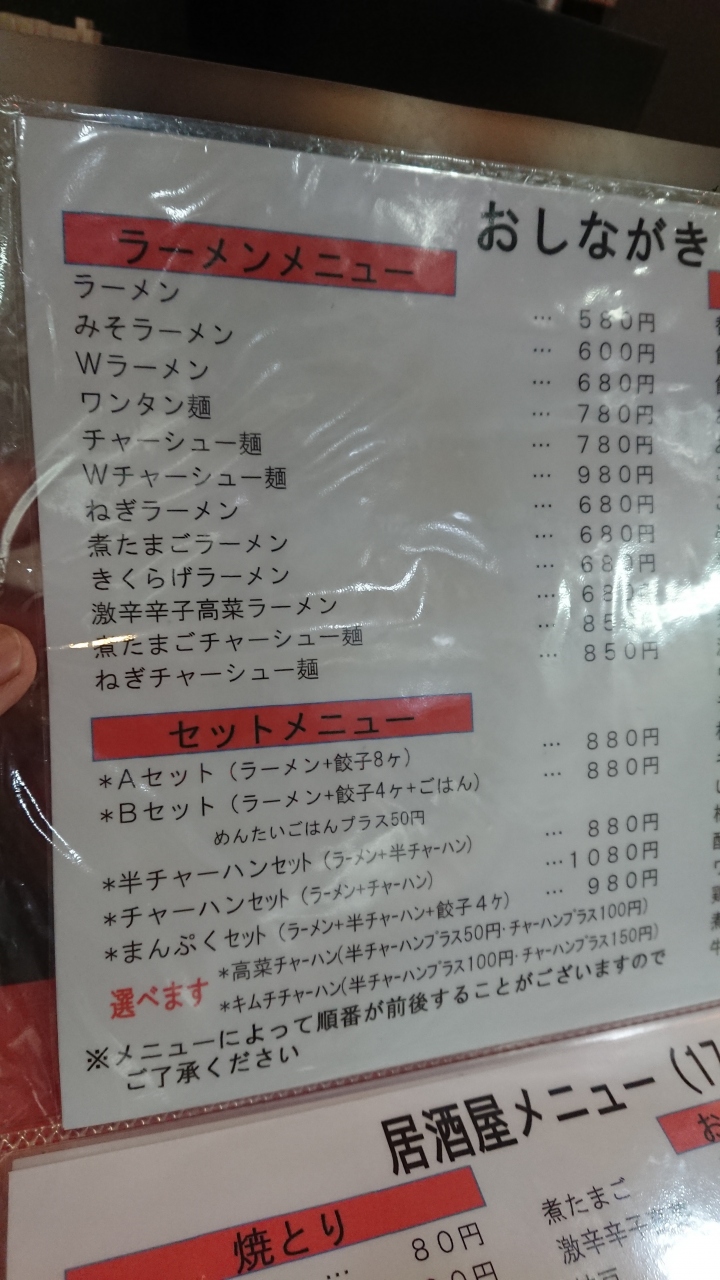 おしながき
ラーメンメニュー
ラーメン … 580円
みそラーメン … 600円
Wラーメン … 680円
ワンタン麺 … 780円
チャーシュー麺 … 780円
Wチャーシュー麺 … 980円
ねぎラーメン … 680円
煮たまごラーメン … 680円
きくらげラーメン … 680円
激辛辛子高菜ラーメン … 680円
煮たまごチャーシュー麺 … 850円
ねぎチャーシュー麺 … 850円
セットメニュー
*Aセット（ラーメン+餃子8ヶ） … 880円
*Bセット（ラーメン+餃子4ヶ+ごはん） … 880円
めんたいごはんプラス50円
*半チャーハンセット（ラーメン+半チャーハン） … 880円
*チャーハンセット（ラーメン+チャーハン） …1080円
*まんぷくセット（ラーメン+半チャーハン+餃子4ヶ） … 980円
*高菜チャーハン(半チャーハンプラス50円･チャーハンプラス100円)
選べます *キムチチャーハン(半チャーハンプラス100円･チャーハンプラス150円)
※メニューによって順番が前後することがございますので
ご了承ください
居酒屋メニュー（17
焼とり
… 80円
煮たまご
激辛辛子